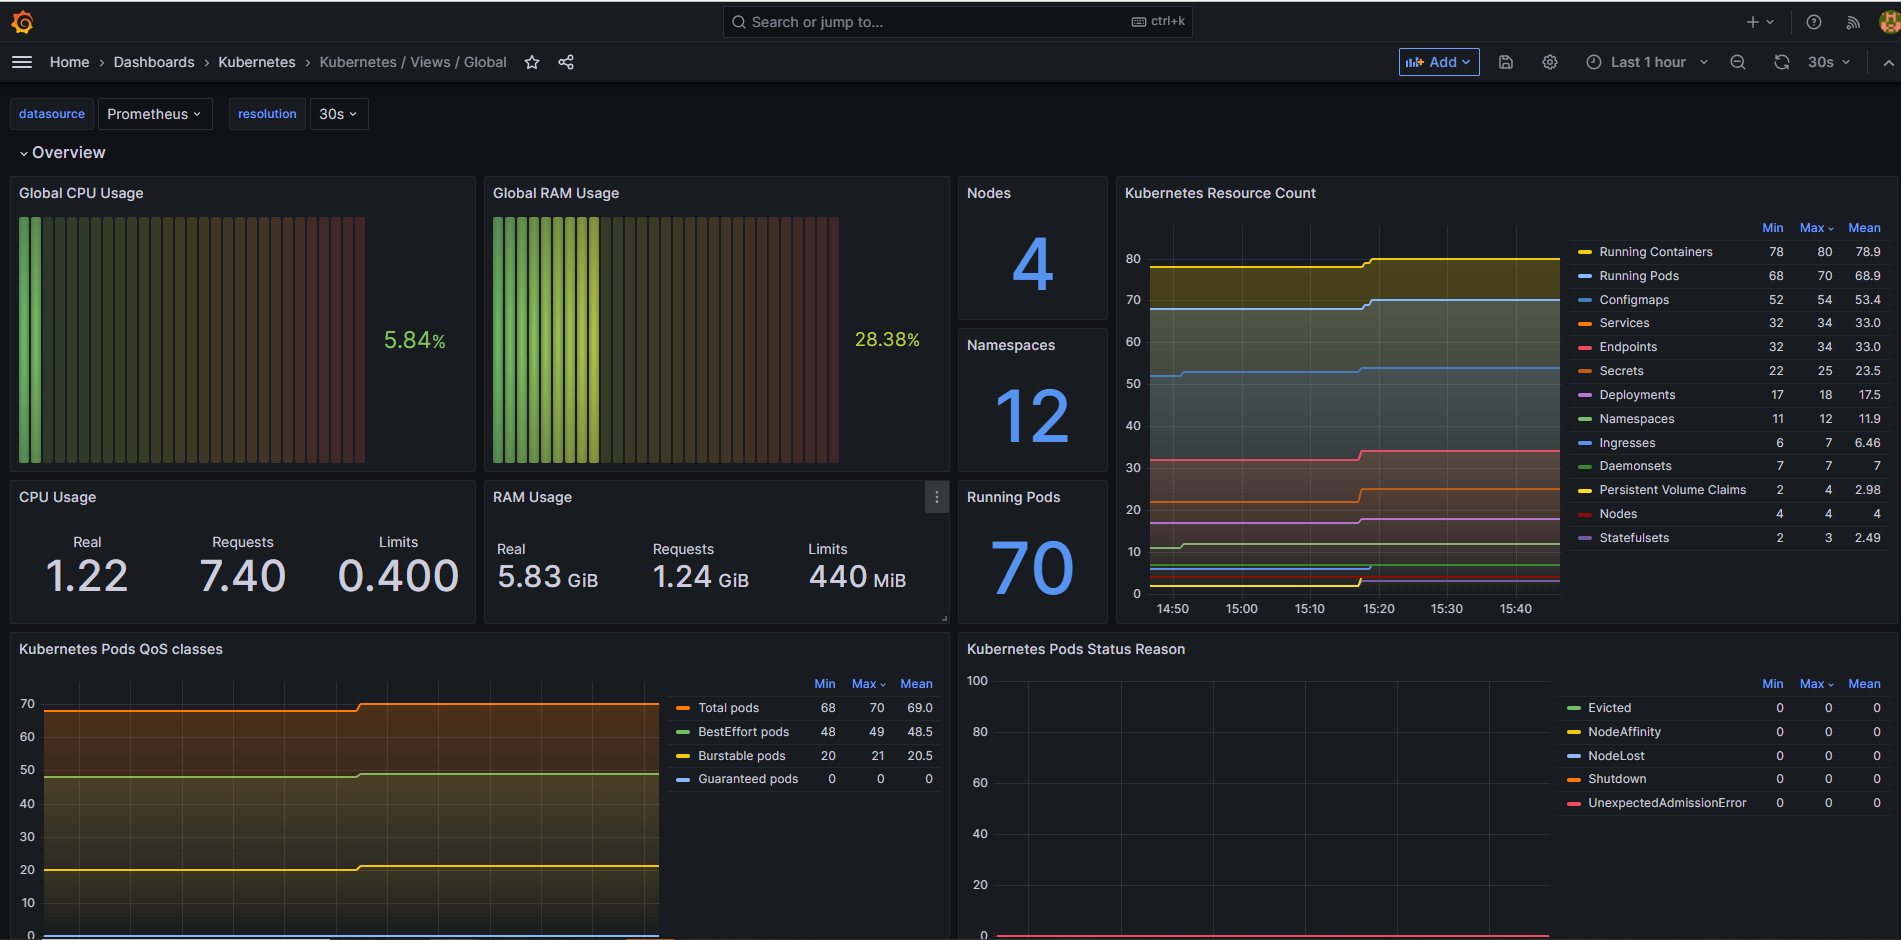 Search or jump to... ctrl+k
Home › Dashboards › Kubernetes › Kubernetes / Views / Global
Add
Last 1 hour
30s
datasource Prometheus resolution 30s
Overview
Global CPU Usage
5.84%
Global RAM Usage
28.38%
Nodes
4
Namespaces
12
CPU Usage
Real Requests Limits
1.22 7.40 0.400
RAM Usage
Real Requests Limits
5.83 GiB 1.24 GiB 440 MiB
Running Pods
70
Kubernetes Resource Count
80
70
60
50
40
30
20
10
0
14:50 15:00 15:10 15:20 15:30 15:40
Min Max Mean
Running Containers 78 80 78.9
Running Pods 68 70 68.9
Configmaps 52 54 53.4
Services 32 34 33.0
Endpoints 32 34 33.0
Secrets 22 25 23.5
Deployments 17 18 17.5
Namespaces 11 12 11.9
Ingresses 6 7 6.46
Daemonsets 7 7 7
Persistent Volume Claims 2 4 2.98
Nodes 4 4 4
Statefulsets 2 3 2.49
Kubernetes Pods QoS classes
70
60
50
40
30
20
10
0
Min Max Mean
Total pods 68 70 69.0
BestEffort pods 48 49 48.5
Burstable pods 20 21 20.5
Guaranteed pods 0 0 0
Kubernetes Pods Status Reason
100
80
60
40
20
0
Min Max Mean
Evicted 0 0 0
NodeAffinity 0 0 0
NodeLost 0 0 0
Shutdown 0 0 0
UnexpectedAdmissionError 0 0 0